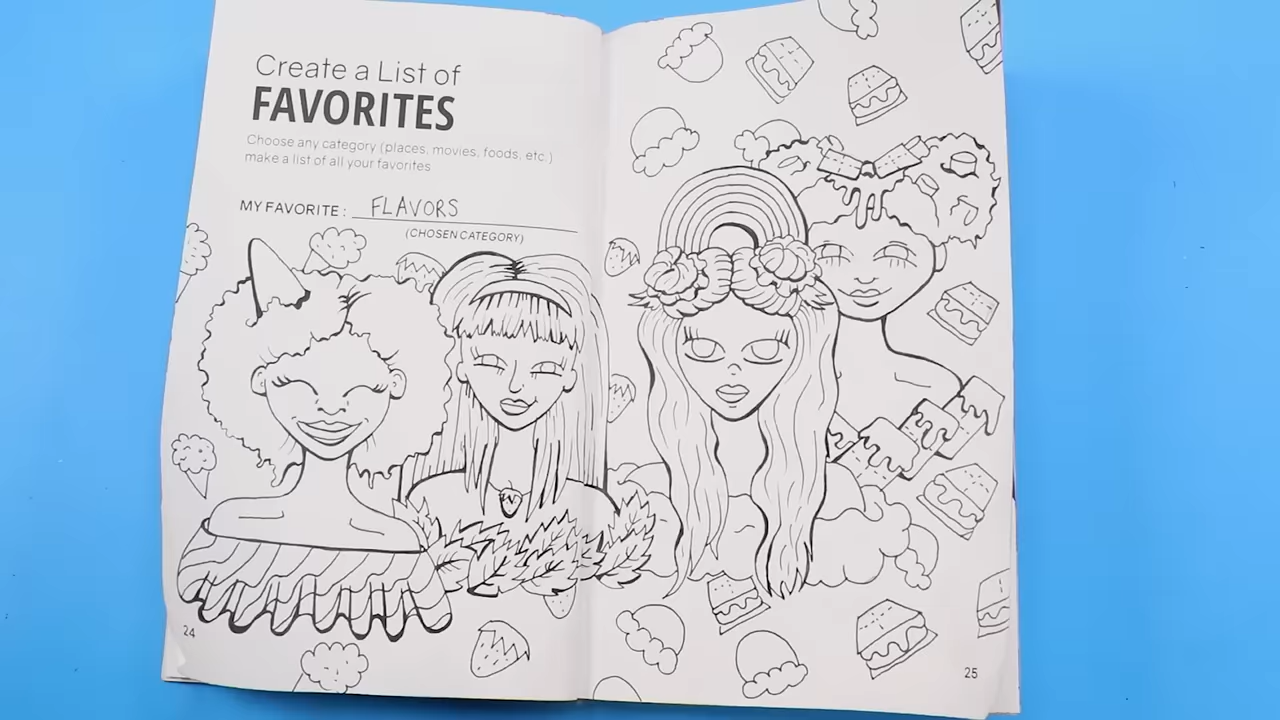 Create a List of
FAVORITES
Choose any category (places, movies, foods, etc.)
make a list of all your favorites
MY FAVORITE : FLAVORS
(CHOSEN CATEGORY)
24
25